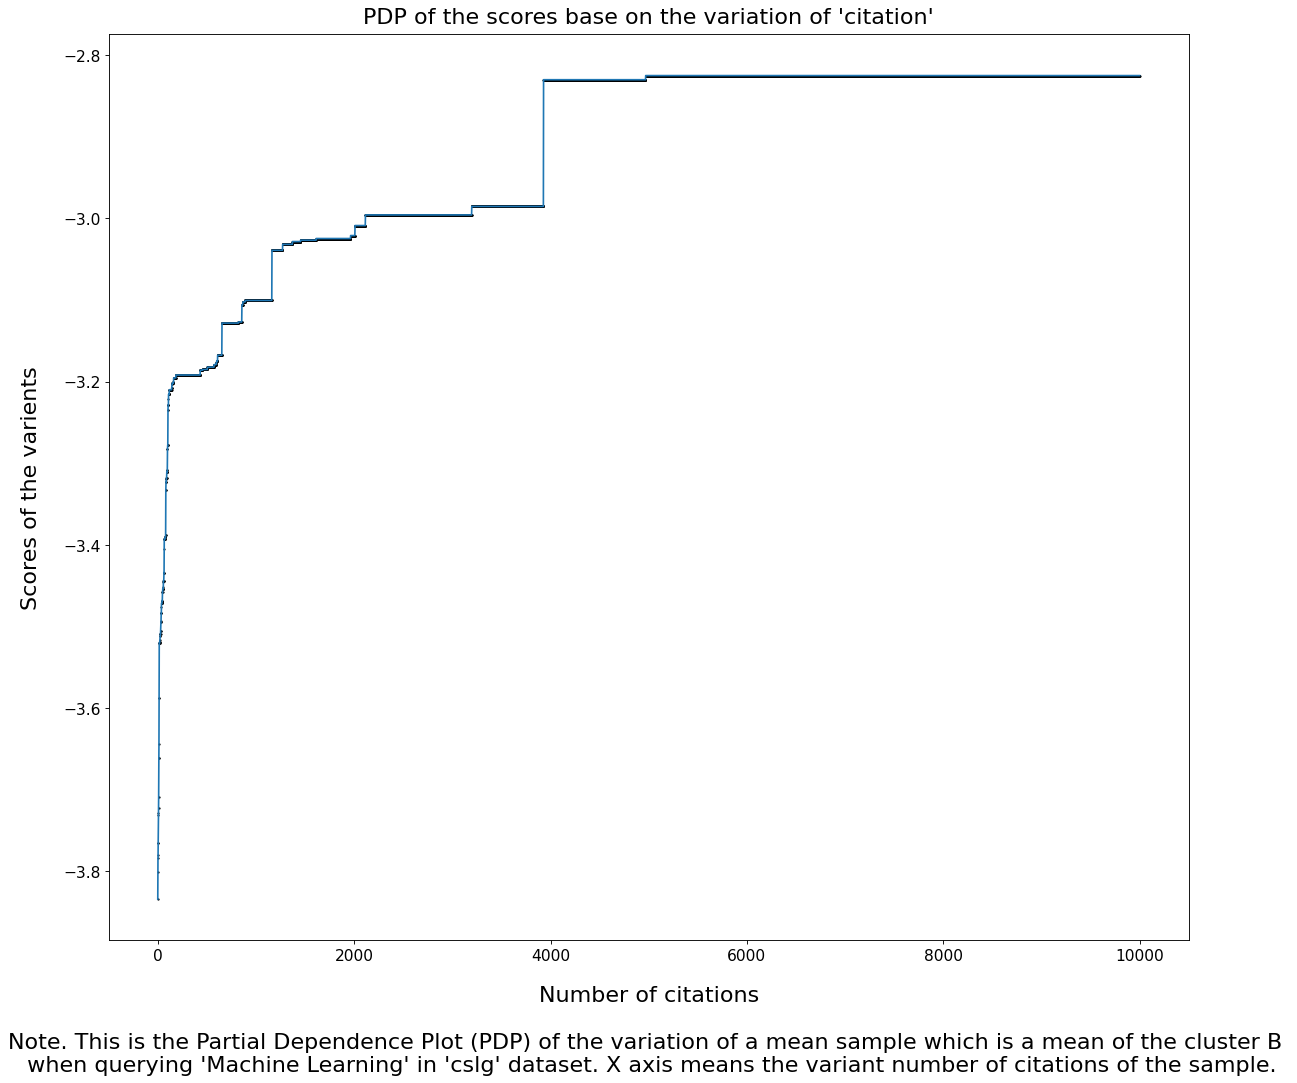 PDP of the scores base on the variation of 'citation'
−2.8
−3.0
−3.2
−3.4
−3.6
−3.8
Scores of the varients
0 2000 4000 6000 8000 10000
Number of citations
Note. This is the Partial Dependence Plot (PDP) of the variation of a mean sample which is a mean of the cluster B
when querying 'Machine Learning' in 'cslg' dataset. X axis means the variant number of citations of the sample.